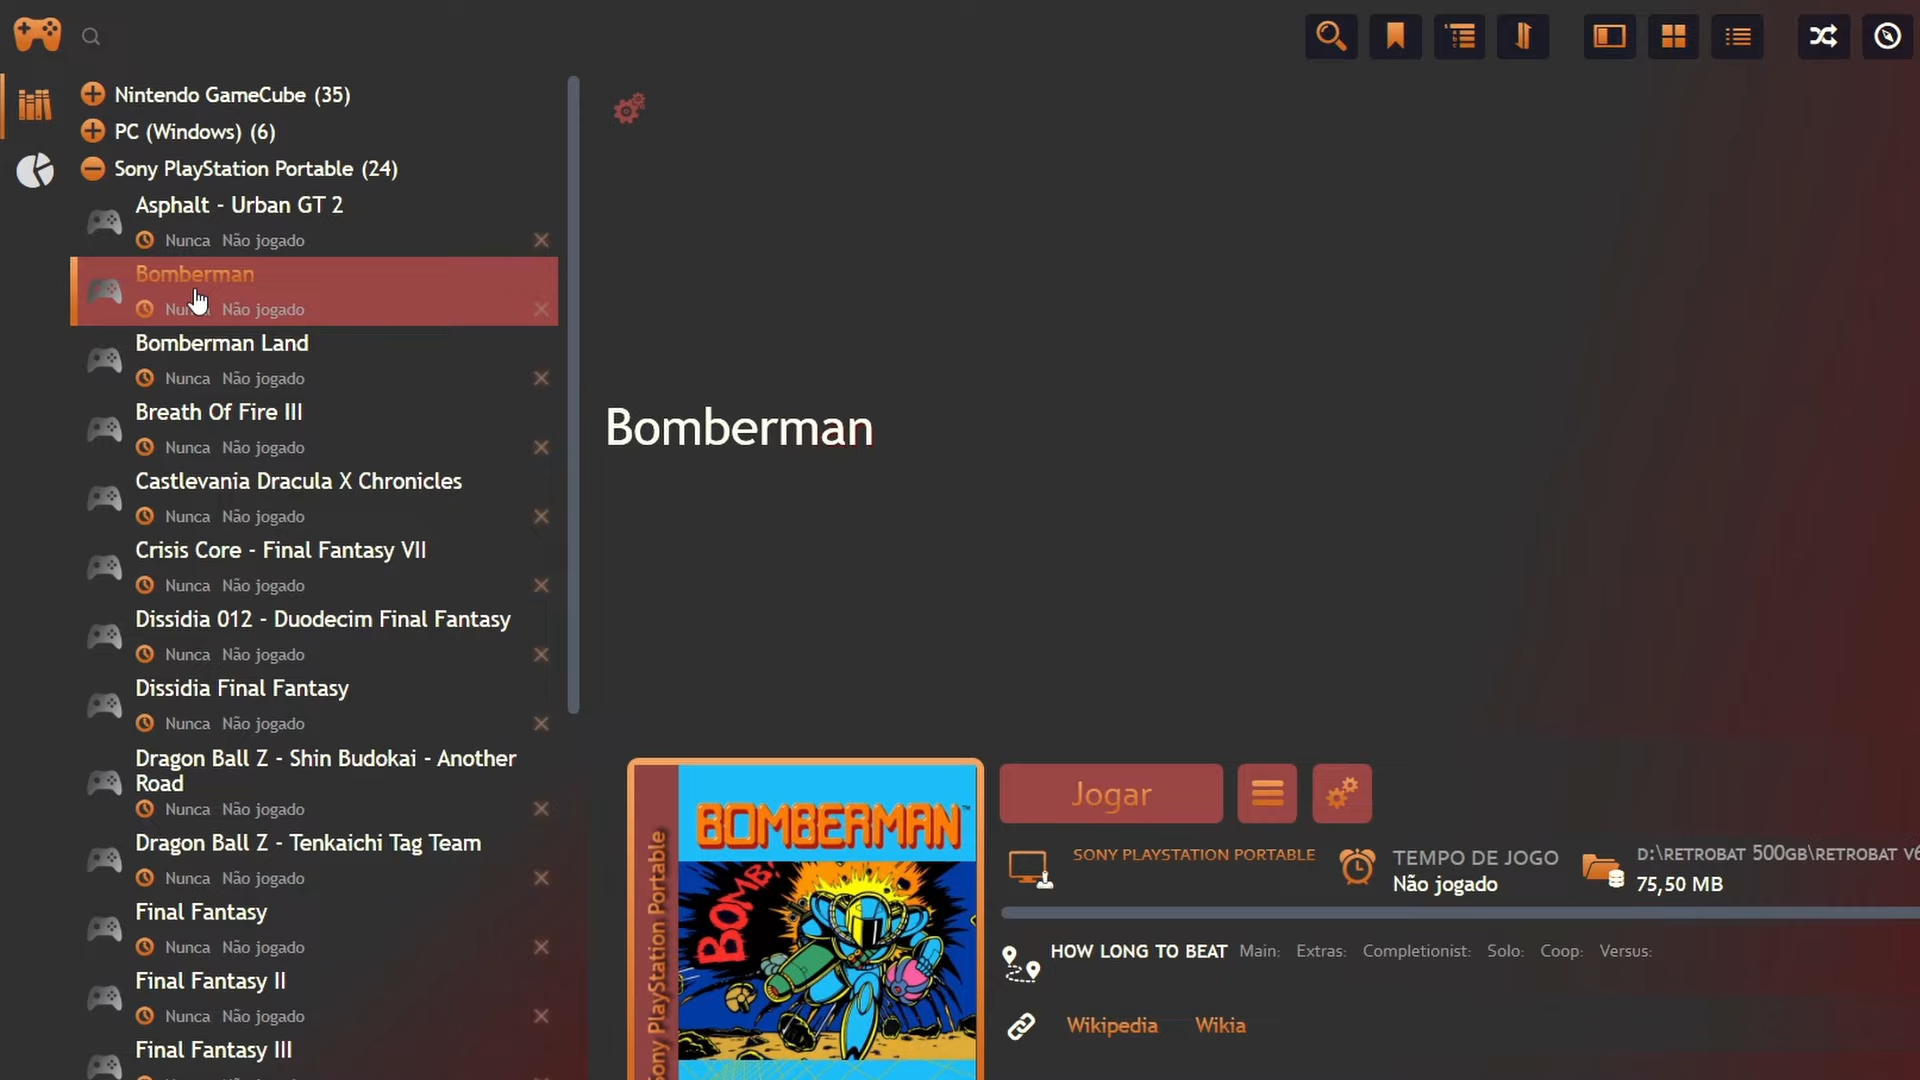 Nintendo GameCube (35)
PC (Windows) (6)
Sony PlayStation Portable (24)
Asphalt - Urban GT 2
Nunca Não jogado
Bomberman
Não jogado
Bomberman Land
Nunca Não jogado
Breath Of Fire III
Nunca Não jogado
Castlevania Dracula X Chronicles
Nunca Não jogado
Crisis Core - Final Fantasy VII
Nunca Não jogado
Dissidia 012 - Duodecim Final Fantasy
Nunca Não jogado
Dissidia Final Fantasy
Nunca Não jogado
Dragon Ball Z - Shin Budokai - Another
Road
Nunca Não jogado
Dragon Ball Z - Tenkaichi Tag Team
Nunca Não jogado
Final Fantasy
Nunca Não jogado
Final Fantasy II
Nunca Não jogado
Final Fantasy III
Bomberman
Sony PlayStation Portable
BOMBERMAN™
BOMB!
Jogar
SONY PLAYSTATION PORTABLE
TEMPO DE JOGO
Não jogado
D:\RETROBAT 500GB\RETROBAT V6
75,50 MB
HOW LONG TO BEAT Main: Extras: Completionist: Solo: Coop: Versus:
Wikipedia Wikia